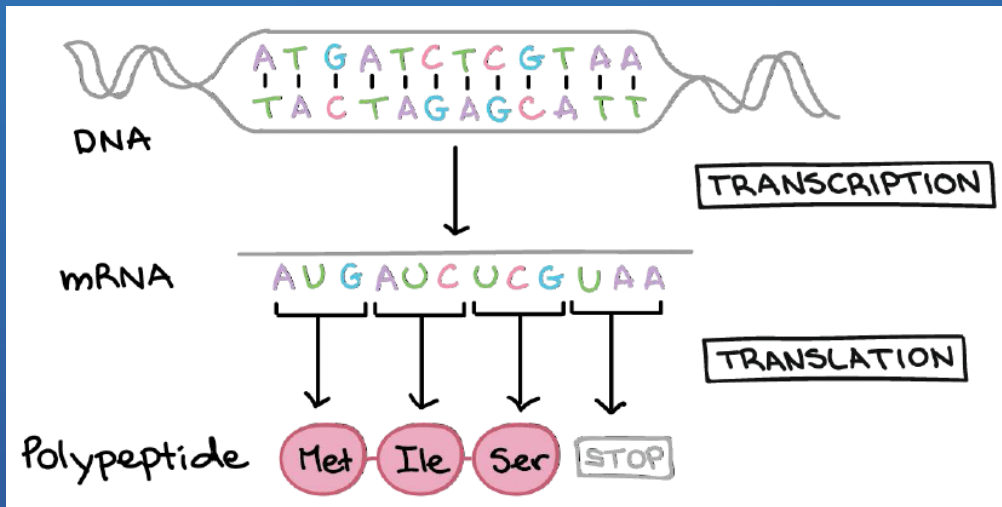 ATGATCTCGTAA
TACTAGAGCATT
DNA
TRANSCRIPTION
mRNA AUGAUCUCGUAA
TRANSLATION
Polypeptide Met Ile Ser STOP